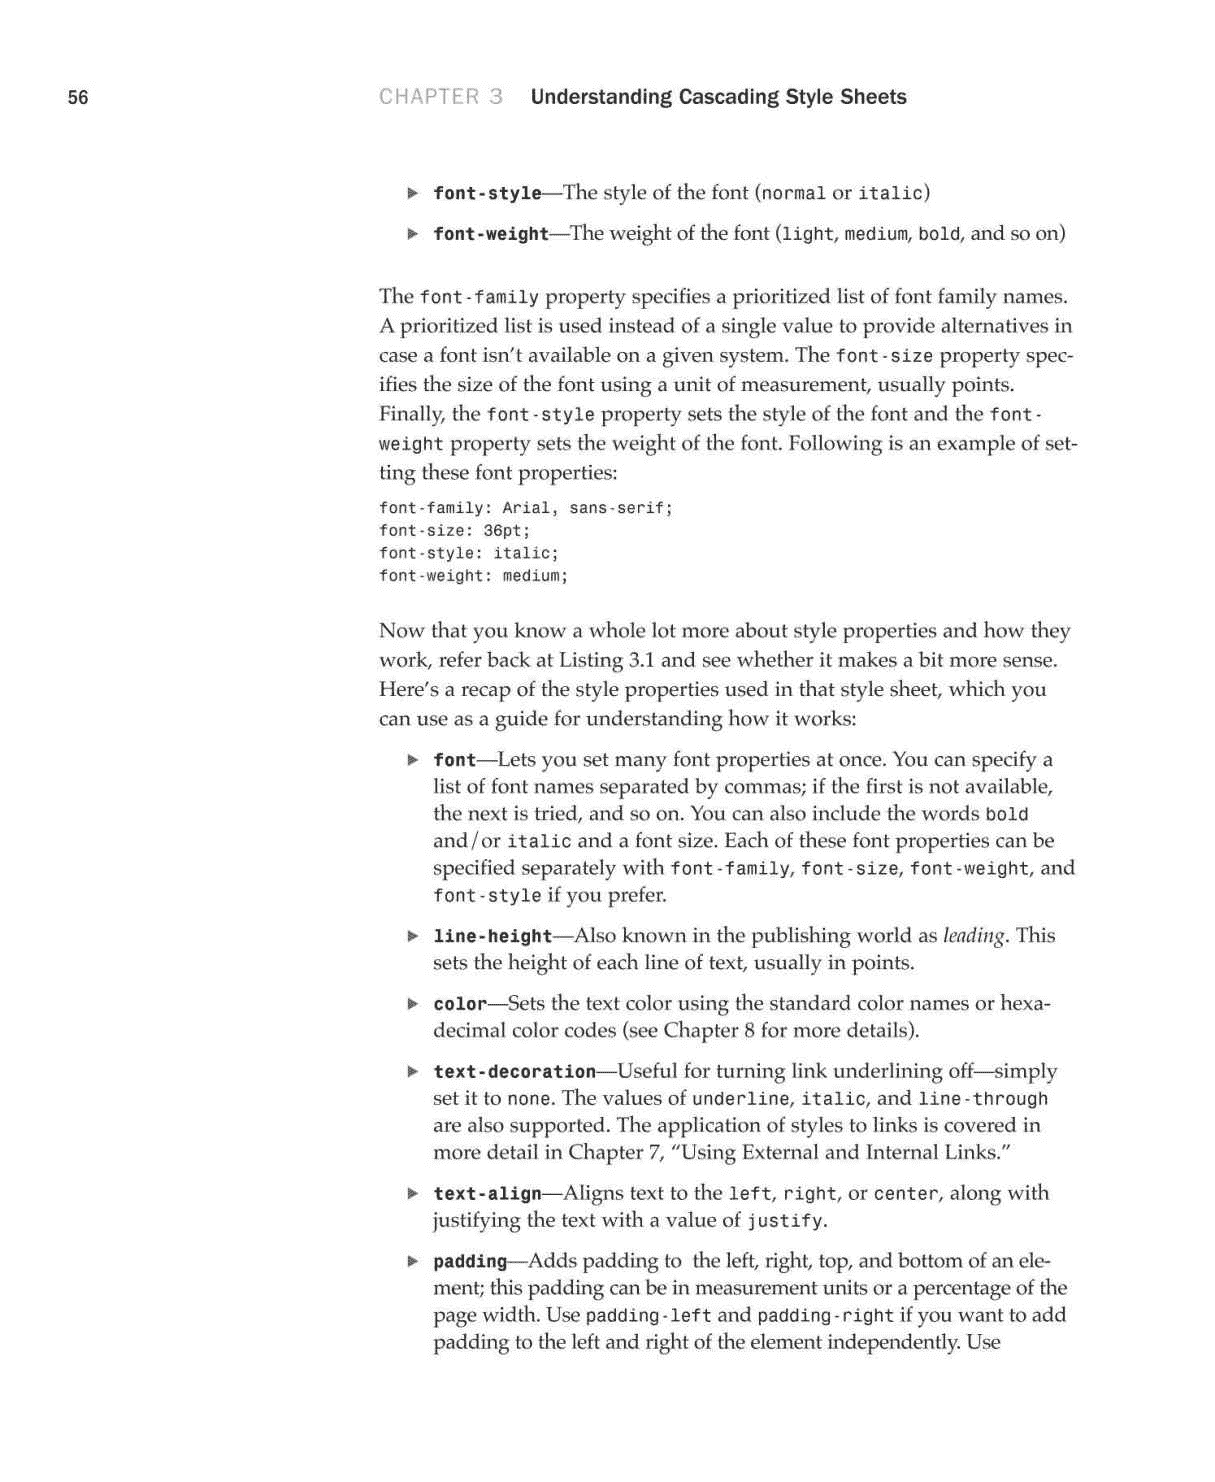 56
CHAPTER 3 Understanding Cascading Style Sheets
▶ font-style—The style of the font (normal or italic)
▶ font-weight—The weight of the font (light, medium, bold, and so on)
The font-family property specifies a prioritized list of font family names.
A prioritized list is used instead of a single value to provide alternatives in
case a font isn't available on a given system. The font-size property spec-
ifies the size of the font using a unit of measurement, usually points.
Finally, the font-style property sets the style of the font and the font-
weight property sets the weight of the font. Following is an example of set-
ting these font properties:
font-family: Arial, sans-serif;
font-size: 36pt;
font-style: italic;
font-weight: medium;
Now that you know a whole lot more about style properties and how they
work, refer back at Listing 3.1 and see whether it makes a bit more sense.
Here's a recap of the style properties used in that style sheet, which you
can use as a guide for understanding how it works:
▶ font—Lets you set many font properties at once. You can specify a
list of font names separated by commas; if the first is not available,
the next is tried, and so on. You can also include the words bold
and/or italic and a font size. Each of these font properties can be
specified separately with font-family, font-size, font-weight, and
font-style if you prefer.
▶ line-height—Also known in the publishing world as leading. This
sets the height of each line of text, usually in points.
▶ color—Sets the text color using the standard color names or hexa-
decimal color codes (see Chapter 8 for more details).
▶ text-decoration—Useful for turning link underlining off—simply
set it to none. The values of underline, italic, and line-through
are also supported. The application of styles to links is covered in
more detail in Chapter 7, "Using External and Internal Links."
▶ text-align—Aligns text to the left, right, or center, along with
justifying the text with a value of justify.
▶ padding—Adds padding to the left, right, top, and bottom of an ele-
ment; this padding can be in measurement units or a percentage of the
page width. Use padding-left and padding-right if you want to add
padding to the left and right of the element independently. Use